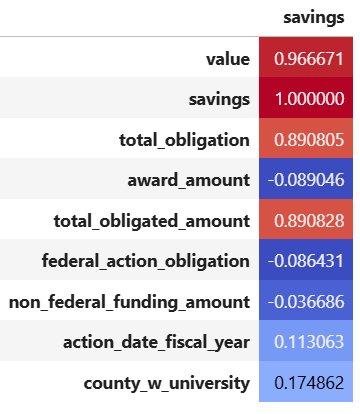 savings
value 0.966671
savings 1.000000
total_obligation 0.890805
award_amount -0.089046
total_obligated_amount 0.890828
federal_action_obligation -0.086431
non_federal_funding_amount -0.036686
action_date_fiscal_year 0.113063
county_w_university 0.174862